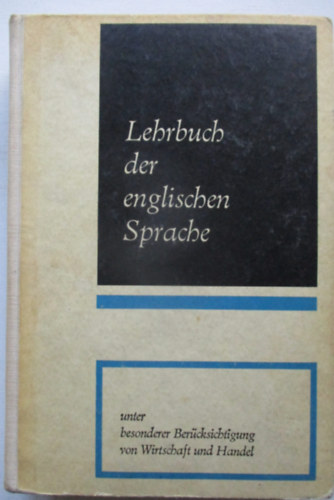 Lehrbuch
der
englischen
Sprache
unter
besonderer Berücksichtigung
von Wirtschaft und Handel